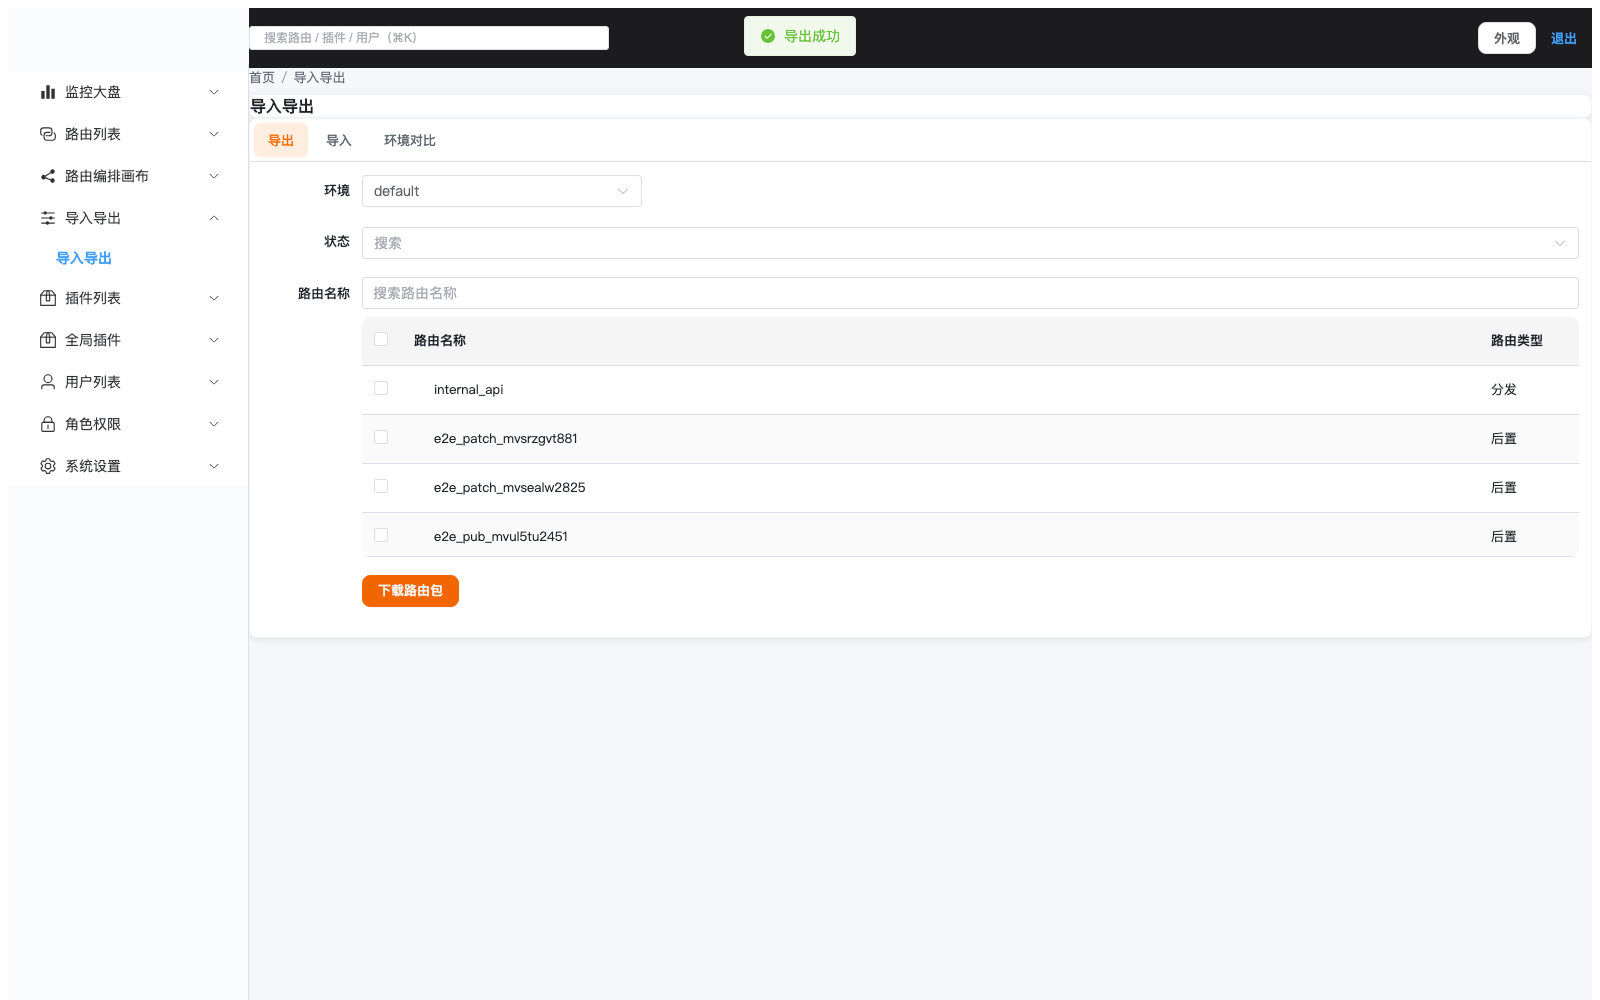 搜索路由 / 插件 / 用户（⌘K）
导出成功
外观
退出
监控大盘
路由列表
路由编排画布
导入导出
导入导出
插件列表
全局插件
用户列表
角色权限
系统设置
首页 / 导入导出
导入导出
导出 导入 环境对比
环境 default
状态 搜索
路由名称 搜索路由名称
路由名称 路由类型
internal_api 分发
e2e_patch_mvsrzgvt881 后置
e2e_patch_mvsealw2825 后置
e2e_pub_mvul5tu2451 后置
下载路由包